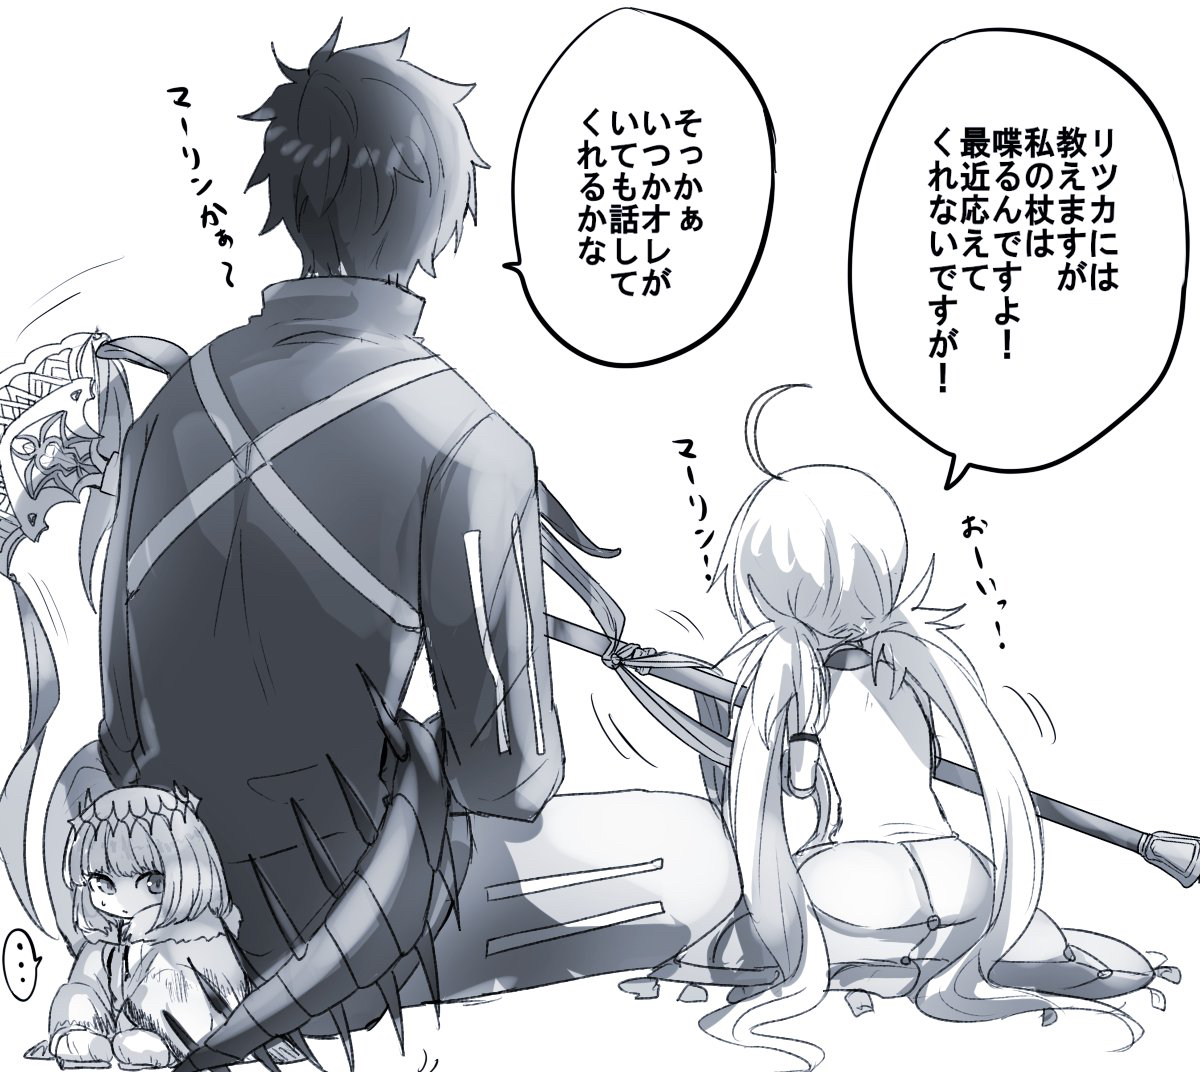 リツカには
教えますが
私の杖は
喋るんですよ！
最近応えて
くれないですが！
おーいっ！
マーリン！
そっかぁ
いつかオレが
いても話して
くれるかな
マーリンかぁ～